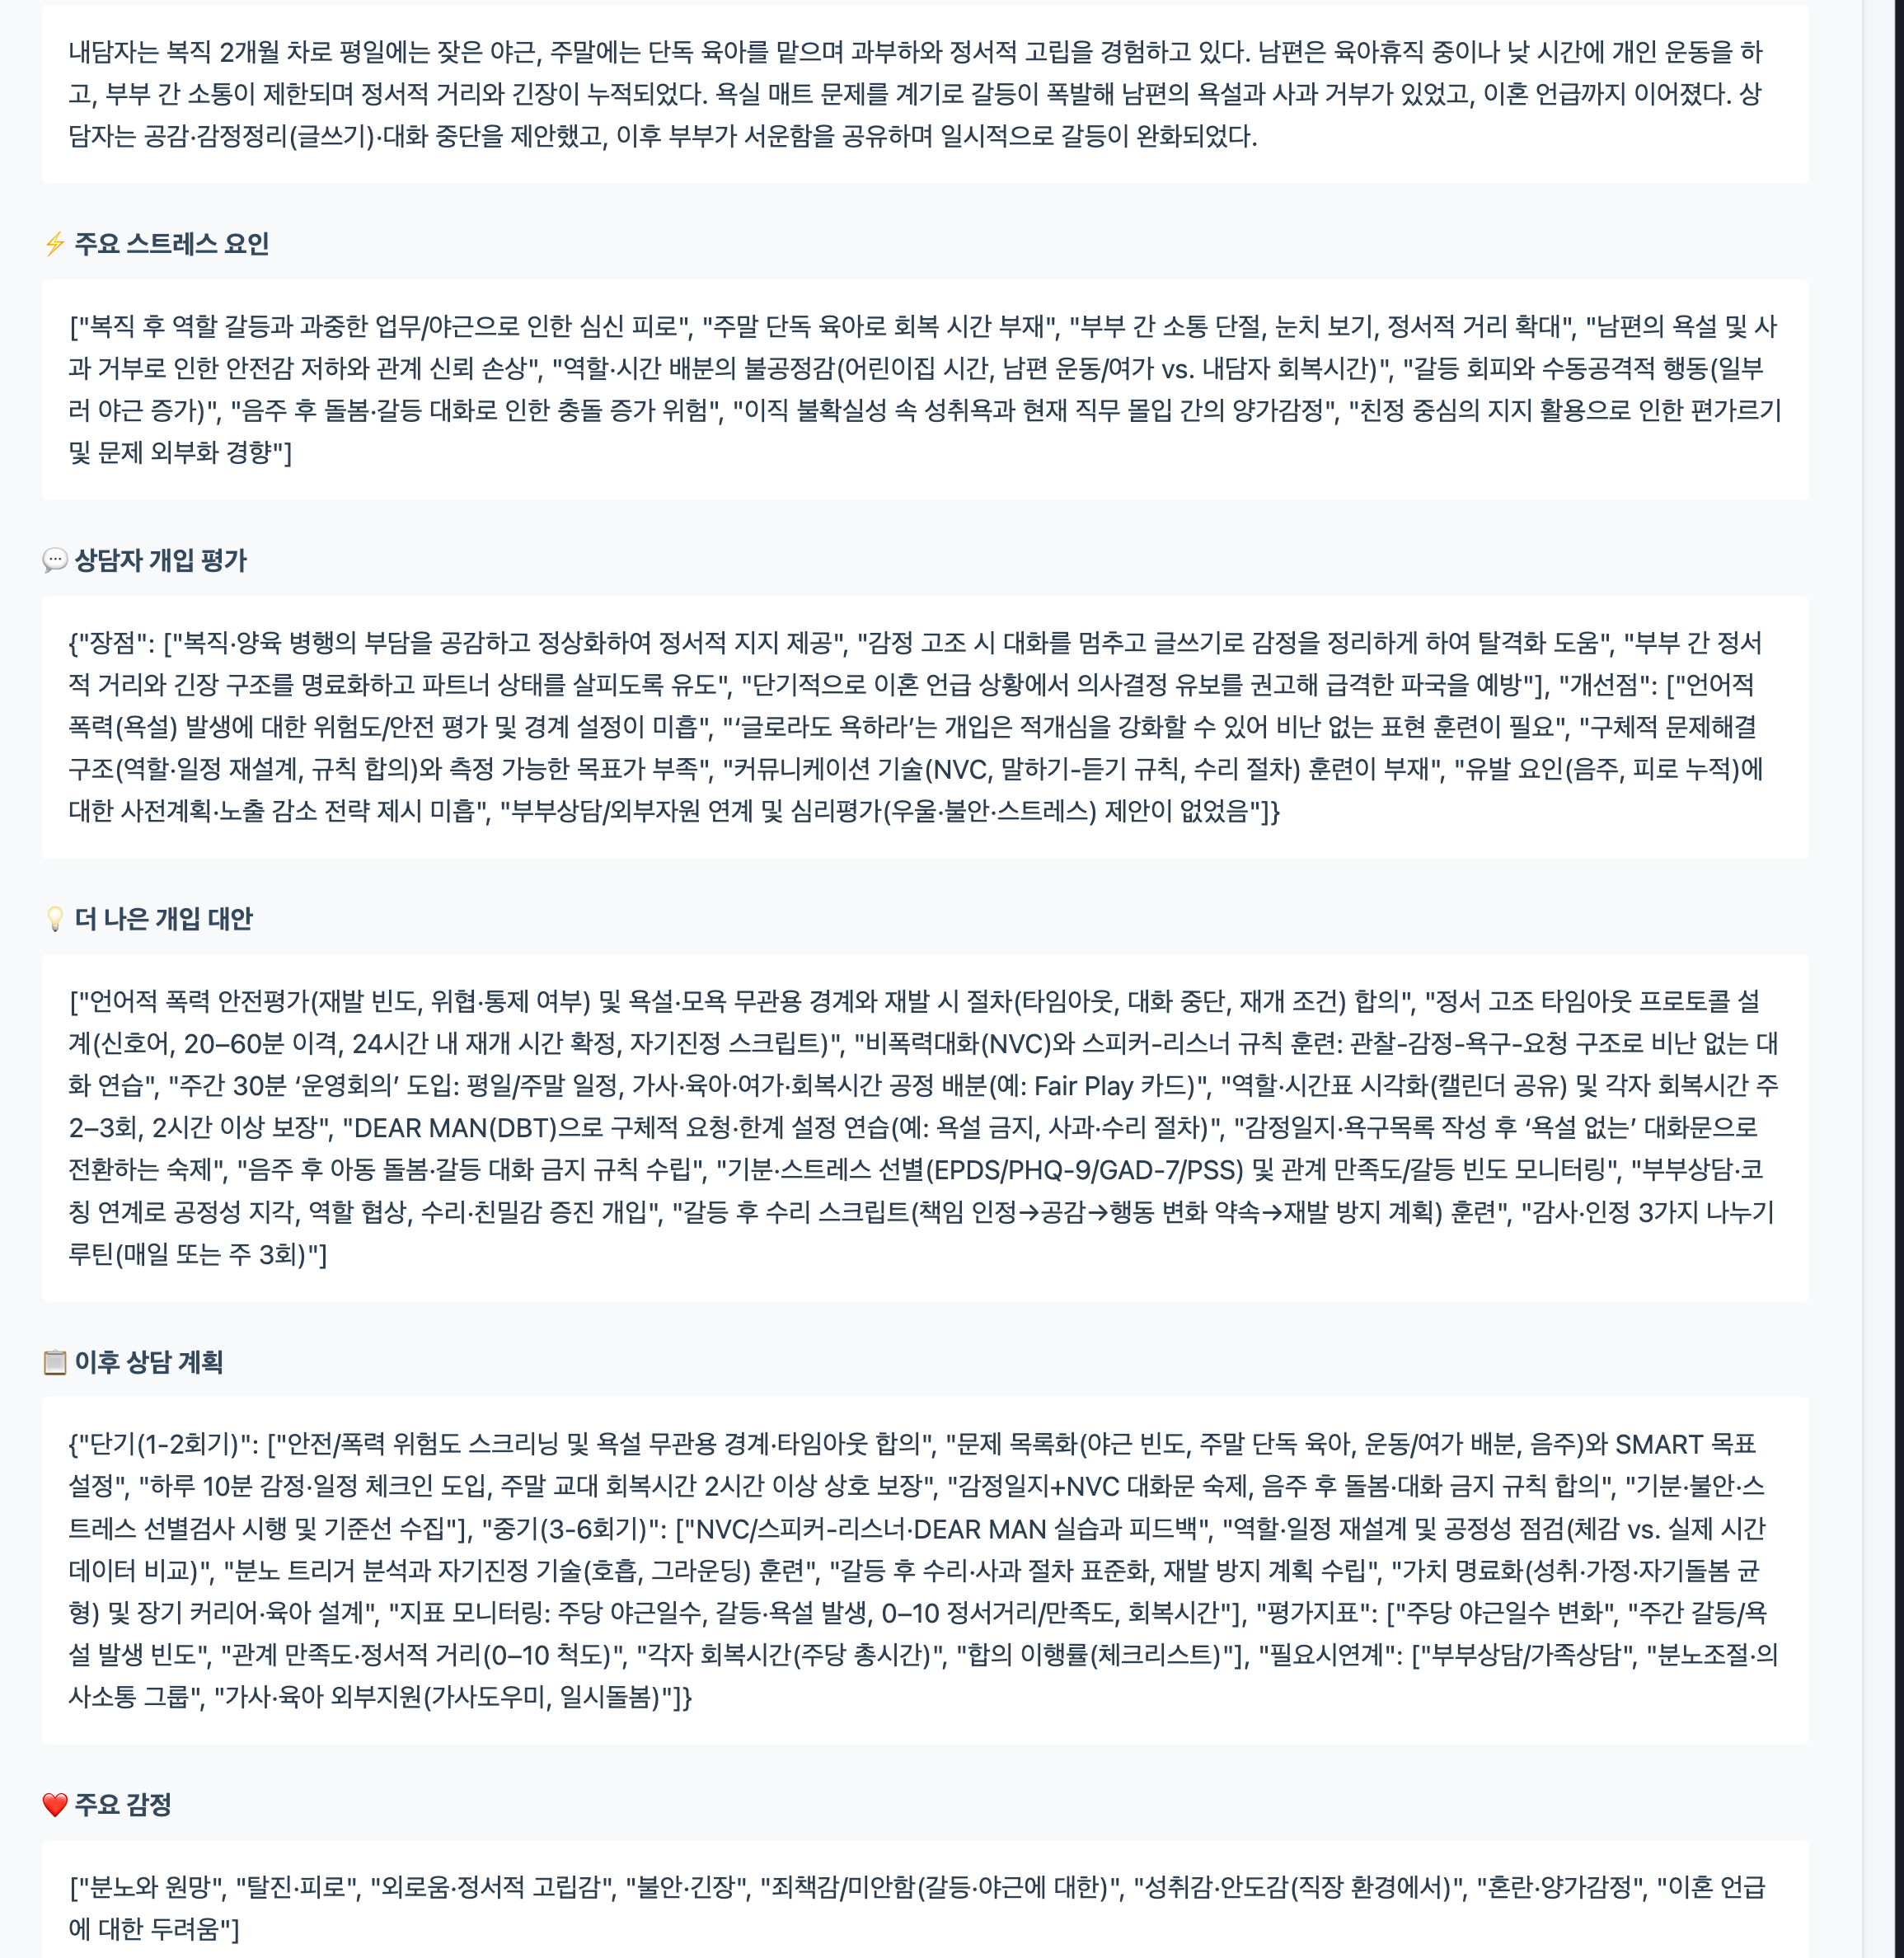 내담자는 복직 2개월 차로 평일에는 잦은 야근, 주말에는 단독 육아를 맡으며 과부하와 정서적 고립을 경험하고 있다. 남편은 육아휴직 중이나 낮 시간에 개인 운동을 하
고, 부부 간 소통이 제한되며 정서적 거리와 긴장이 누적되었다. 욕실 매트 문제를 계기로 갈등이 폭발해 남편의 욕설과 사과 거부가 있었고, 이혼 언급까지 이어졌다. 상
담자는 공감·감정정리(글쓰기)·대화 중단을 제안했고, 이후 부부가 서운함을 공유하며 일시적으로 갈등이 완화되었다.
⚡ 주요 스트레스 요인
["복직 후 역할 갈등과 과중한 업무/야근으로 인한 심신 피로", "주말 단독 육아로 회복 시간 부재", "부부 간 소통 단절, 눈치 보기, 정서적 거리 확대", "남편의 욕설 및 사
과 거부로 인한 안전감 저하와 관계 신뢰 손상", "역할·시간 배분의 불공정감(어린이집 시간, 남편 운동/여가 vs. 내담자 회복시간)", "갈등 회피와 수동공격적 행동(일부
러 야근 증가)", "음주 후 돌봄·갈등 대화로 인한 충돌 증가 위험", "이직 불확실성 속 성취욕과 현재 직무 몰입 간의 양가감정", "친정 중심의 지지 활용으로 인한 편가르기
및 문제 외부화 경향"]
💬 상담자 개입 평가
{"장점": ["복직·양육 병행의 부담을 공감하고 정상화하여 정서적 지지 제공", "감정 고조 시 대화를 멈추고 글쓰기로 감정을 정리하게 하여 탈격화 도움", "부부 간 정서
적 거리와 긴장 구조를 명료화하고 파트너 상태를 살피도록 유도", "단기적으로 이혼 언급 상황에서 의사결정 유보를 권고해 급격한 파국을 예방"], "개선점": ["언어적
폭력(욕설) 발생에 대한 위험도/안전 평가 및 경계 설정이 미흡", "‘글로라도 욕하라’는 개입은 적개심을 강화할 수 있어 비난 없는 표현 훈련이 필요", "구체적 문제해결
구조(역할·일정 재설계, 규칙 합의)와 측정 가능한 목표가 부족", "커뮤니케이션 기술(NVC, 말하기-듣기 규칙, 수리 절차) 훈련이 부재", "유발 요인(음주, 피로 누적)에
대한 사전계획·노출 감소 전략 제시 미흡", "부부상담/외부자원 연계 및 심리평가(우울·불안·스트레스) 제안이 없었음"]}
💡 더 나은 개입 대안
["언어적 폭력 안전평가(재발 빈도, 위협·통제 여부) 및 욕설·모욕 무관용 경계와 재발 시 절차(타임아웃, 대화 중단, 재개 조건) 합의", "정서 고조 타임아웃 프로토콜 설
계(신호어, 20–60분 이격, 24시간 내 재개 시간 확정, 자기진정 스크립트)", "비폭력대화(NVC)와 스피커-리스너 규칙 훈련: 관찰-감정-욕구-요청 구조로 비난 없는 대
화 연습", "주간 30분 ‘운영회의’ 도입: 평일/주말 일정, 가사·육아·여가·회복시간 공정 배분(예: Fair Play 카드)", "역할·시간표 시각화(캘린더 공유) 및 각자 회복시간 주
2–3회, 2시간 이상 보장", "DEAR MAN(DBT)으로 구체적 요청·한계 설정 연습(예: 욕설 금지, 사과·수리 절차)", "감정일지·욕구목록 작성 후 ‘욕설 없는’ 대화문으로
전환하는 숙제", "음주 후 아동 돌봄·갈등 대화 금지 규칙 수립", "기분·스트레스 선별(EPDS/PHQ-9/GAD-7/PSS) 및 관계 만족도/갈등 빈도 모니터링", "부부상담·코
칭 연계로 공정성 지각, 역할 협상, 수리·친밀감 증진 개입", "갈등 후 수리 스크립트(책임 인정→공감→행동 변화 약속→재발 방지 계획) 훈련", "감사·인정 3가지 나누기
루틴(매일 또는 주 3회)"]
📋 이후 상담 계획
{"단기(1-2회기)": ["안전/폭력 위험도 스크리닝 및 욕설 무관용 경계·타임아웃 합의", "문제 목록화(야근 빈도, 주말 단독 육아, 운동/여가 배분, 음주)와 SMART 목표
설정", "하루 10분 감정·일정 체크인 도입, 주말 교대 회복시간 2시간 이상 상호 보장", "감정일지+NVC 대화문 숙제, 음주 후 돌봄·대화 금지 규칙 합의", "기분·불안·스
트레스 선별검사 시행 및 기준선 수집"], "중기(3-6회기)": ["NVC/스피커-리스너·DEAR MAN 실습과 피드백", "역할·일정 재설계 및 공정성 점검(체감 vs. 실제 시간
데이터 비교)", "분노 트리거 분석과 자기진정 기술(호흡, 그라운딩) 훈련", "갈등 후 수리·사과 절차 표준화, 재발 방지 계획 수립", "가치 명료화(성취·가정·자기돌봄 균
형) 및 장기 커리어·육아 설계", "지표 모니터링: 주당 야근일수, 갈등·욕설 발생, 0–10 정서거리/만족도, 회복시간"], "평가지표": ["주당 야근일수 변화", "주간 갈등/욕
설 발생 빈도", "관계 만족도·정서적 거리(0–10 척도)", "각자 회복시간(주당 총시간)", "합의 이행률(체크리스트)"], "필요시연계": ["부부상담/가족상담", "분노조절·의
사소통 그룹", "가사·육아 외부지원(가사도우미, 일시돌봄)"]}
❤️ 주요 감정
["분노와 원망", "탈진·피로", "외로움·정서적 고립감", "불안·긴장", "죄책감/미안함(갈등·야근에 대한)", "성취감·안도감(직장 환경에서)", "혼란·양가감정", "이혼 언급
에 대한 두려움"]